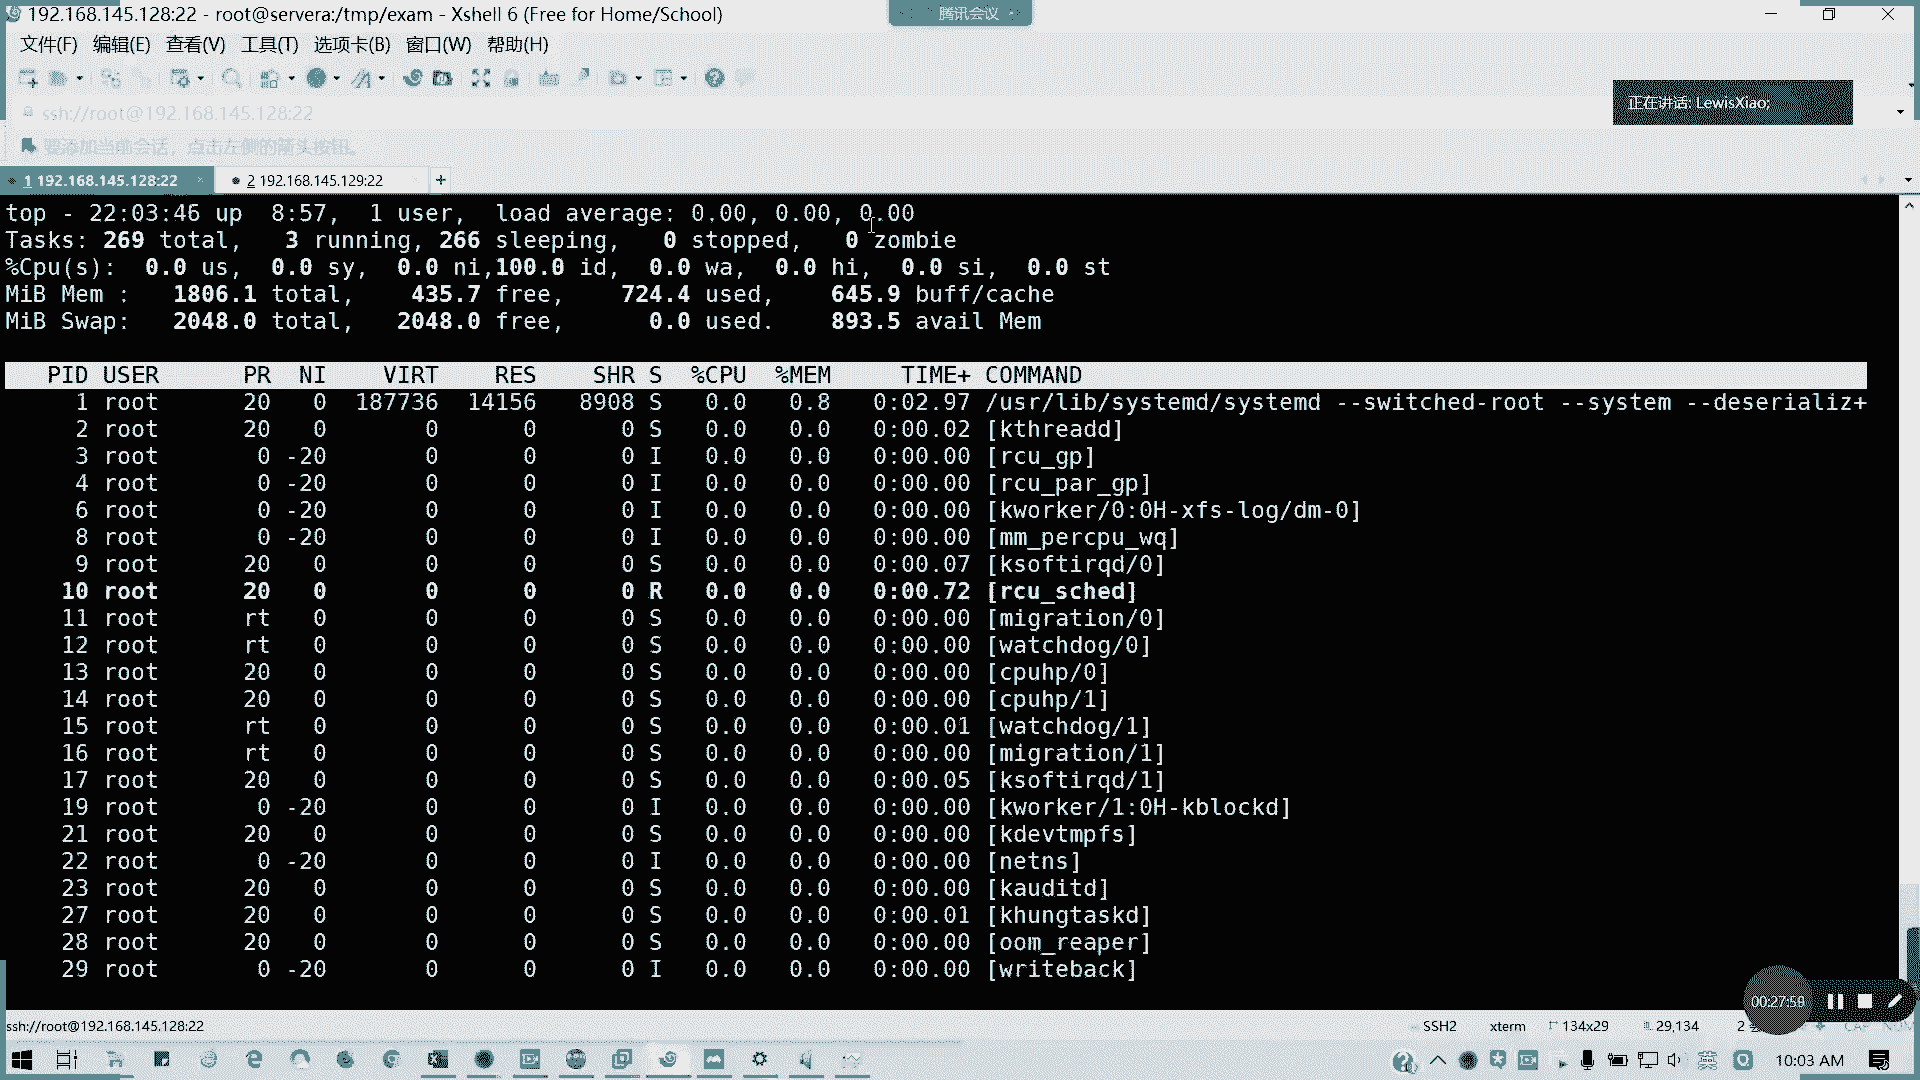 192.168.145.128:22 - root@servera:/tmp/exam - Xshell 6 (Free for Home/School)
腾讯会议
文件(F) 编辑(E) 查看(V) 工具(T) 选项卡(B) 窗口(W) 帮助(H)
ssh://root@192.168.145.128:22
正在讲话: LewisXiao;
要添加当前会话，点击左侧的箭头按钮。
1 192.168.145.128:22 2 192.168.145.129:22 +
top - 22:03:46 up  8:57,  1 user,  load average: 0.00, 0.00, 0.00
Tasks: 269 total,   3 running, 266 sleeping,   0 stopped,   0 zombie
%Cpu(s):  0.0 us,  0.0 sy,  0.0 ni,100.0 id,  0.0 wa,  0.0 hi,  0.0 si,  0.0 st
MiB Mem :   1806.1 total,    435.7 free,    724.4 used,    645.9 buff/cache
MiB Swap:   2048.0 total,   2048.0 free,      0.0 used.    893.5 avail Mem
PID USER PR NI VIRT RES SHR S %CPU %MEM TIME+ COMMAND
1 root 20 0 187736 14156 8908 S 0.0 0.8 0:02.97 /usr/lib/systemd/systemd --switched-root --system --deserializ+
2 root 20 0 0 0 0 S 0.0 0.0 0:00.02 [kthreadd]
3 root 0 -20 0 0 0 I 0.0 0.0 0:00.00 [rcu_gp]
4 root 0 -20 0 0 0 I 0.0 0.0 0:00.00 [rcu_par_gp]
6 root 0 -20 0 0 0 I 0.0 0.0 0:00.00 [kworker/0:0H-xfs-log/dm-0]
8 root 0 -20 0 0 0 I 0.0 0.0 0:00.00 [mm_percpu_wq]
9 root 20 0 0 0 0 S 0.0 0.0 0:00.07 [ksoftirqd/0]
10 root 20 0 0 0 0 R 0.0 0.0 0:00.72 [rcu_sched]
11 root rt 0 0 0 0 S 0.0 0.0 0:00.00 [migration/0]
12 root rt 0 0 0 0 S 0.0 0.0 0:00.00 [watchdog/0]
13 root 20 0 0 0 0 S 0.0 0.0 0:00.00 [cpuhp/0]
14 root 20 0 0 0 0 S 0.0 0.0 0:00.00 [cpuhp/1]
15 root rt 0 0 0 0 S 0.0 0.0 0:00.01 [watchdog/1]
16 root rt 0 0 0 0 S 0.0 0.0 0:00.00 [migration/1]
17 root 20 0 0 0 0 S 0.0 0.0 0:00.05 [ksoftirqd/1]
19 root 0 -20 0 0 0 I 0.0 0.0 0:00.00 [kworker/1:0H-kblockd]
21 root 20 0 0 0 0 S 0.0 0.0 0:00.00 [kdevtmpfs]
22 root 0 -20 0 0 0 I 0.0 0.0 0:00.00 [netns]
23 root 20 0 0 0 0 S 0.0 0.0 0:00.00 [kauditd]
27 root 20 0 0 0 0 S 0.0 0.0 0:00.01 [khungtaskd]
28 root 20 0 0 0 0 S 0.0 0.0 0:00.00 [oom_reaper]
29 root 0 -20 0 0 0 I 0.0 0.0 0:00.00 [writeback]
00:27:59
ssh://root@192.168.145.128:22 SSH2 xterm 134x29 29,134 2 CAP NUM
英 10:03 AM